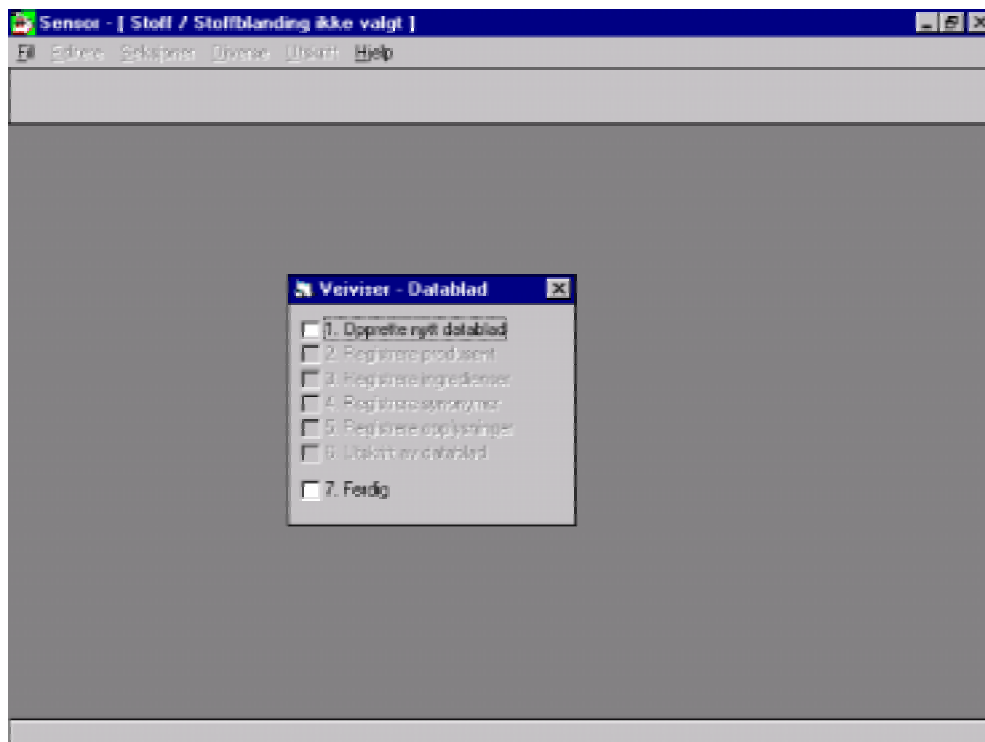 Sensor - [ Stoff / Stoffblanding ikke valgt ]
Fil Editere Seksjoner Diverse Utskrift Hjelp
Veiviser - Datablad
1. Opprette nytt datablad
2. Registrere produsent
3. Registrere ingredienser
4. Registrere synonymer
5. Registrere opplysninger
6. Utskrift av datablad
7. Ferdig